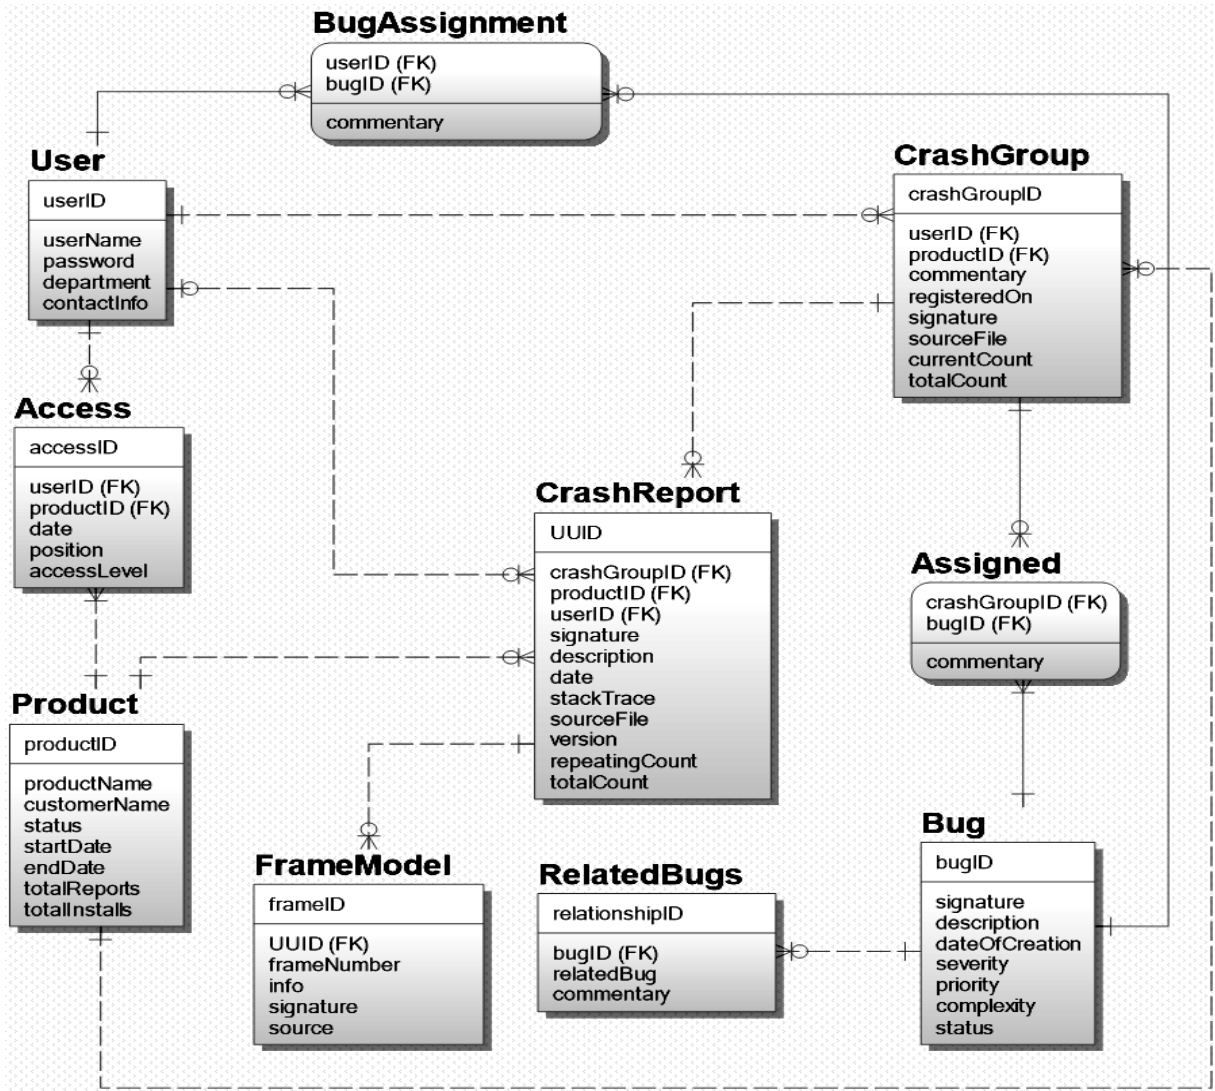 BugAssignment
userID (FK)
bugID (FK)
commentary
User
userID
userName
password
department
contactInfo
CrashGroup
crashGroupID
userID (FK)
productID (FK)
commentary
registeredOn
signature
sourceFile
currentCount
totalCount
Access
accessID
userID (FK)
productID (FK)
date
position
accessLevel
CrashReport
UUID
crashGroupID (FK)
productID (FK)
userID (FK)
signature
description
date
stackTrace
sourceFile
version
repeatingCount
totalCount
Assigned
crashGroupID (FK)
bugID (FK)
commentary
Product
productID
productName
customerName
status
startDate
endDate
totalReports
totalInstalls
FrameModel
frameID
UUID (FK)
frameNumber
info
signature
source
RelatedBugs
relationshipID
bugID (FK)
relatedBug
commentary
Bug
bugID
signature
description
dateOfCreation
severity
priority
complexity
status